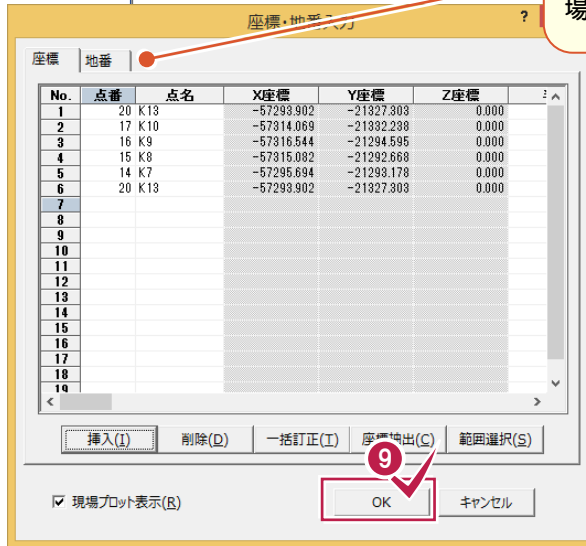 場
座標・地番入力 ?
座標 地番
No. 点番 点名 X座標 Y座標 Z座標
1 20 K13 -57293.902 -21327.303 0.000
2 17 K10 -57314.069 -21332.238 0.000
3 16 K9 -57316.544 -21294.595 0.000
4 15 K8 -57315.082 -21292.668 0.000
5 14 K7 -57295.694 -21293.178 0.000
6 20 K13 -57293.902 -21327.303 0.000
7
8
9
10
11
12
13
14
15
16
17
18
19
挿入(I) 削除(D) 一括訂正(T) 座標抽出(C) 範囲選択(S)
9
現場プロット表示(R) OK キャンセル